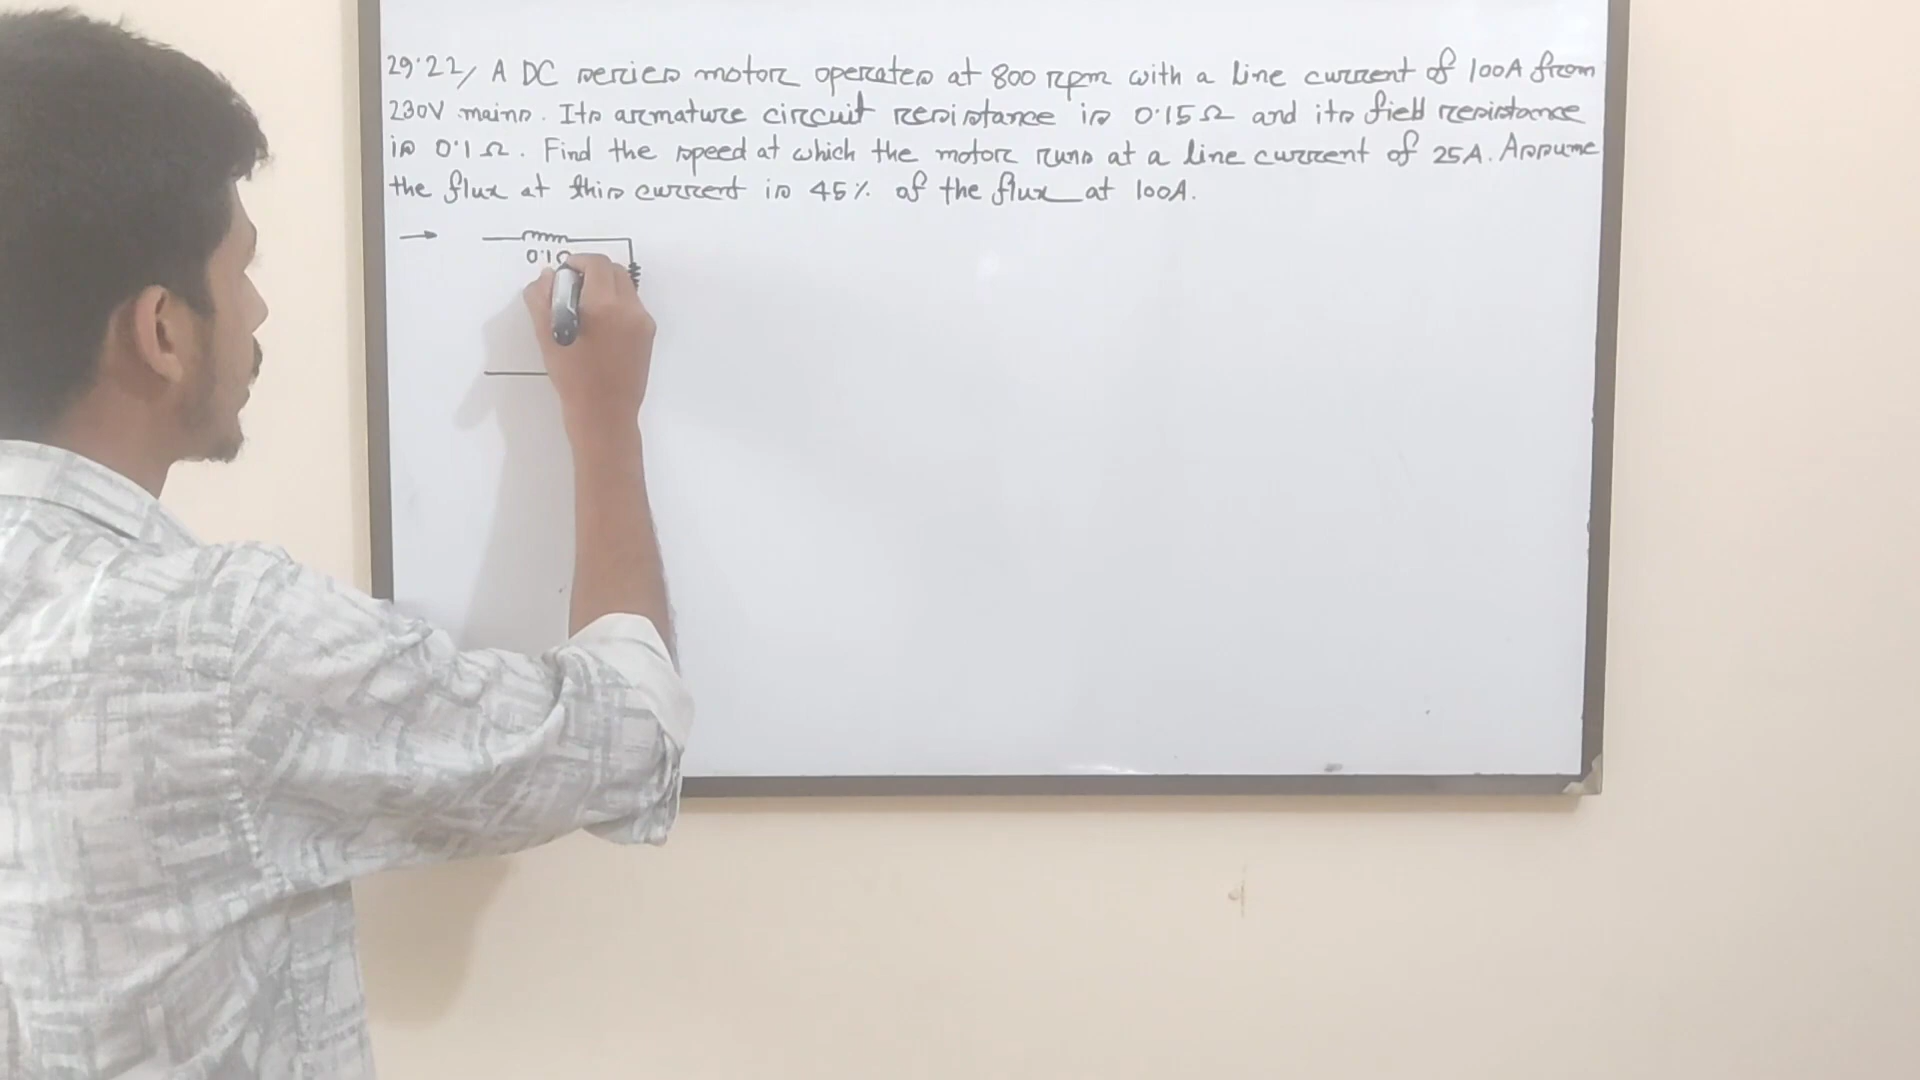 29.22/ A DC series motor operates at 800 rpm with a line current of 100A from
230V mains. Its armature circuit resistance is 0.15Ω and its field resistance
is 0.1Ω. Find the speed at which the motor runs at a line current of 25A. Assume
the flux at this current is 45% of the flux at 100A.
0.1Ω